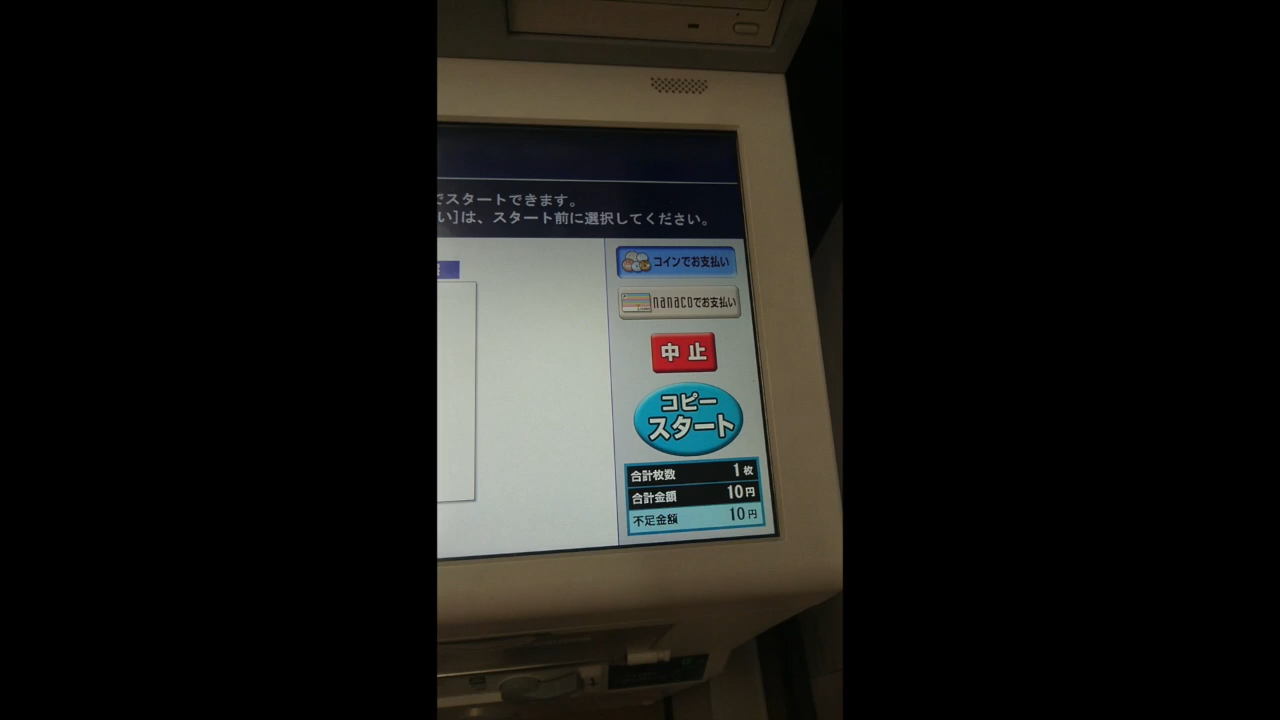 でスタートできます。
い]は、スタート前に選択してください。
コインでお支払い
nanacoでお支払い
中止
コピー
スタート
合計枚数 1枚
合計金額 10円
不足金額 10円